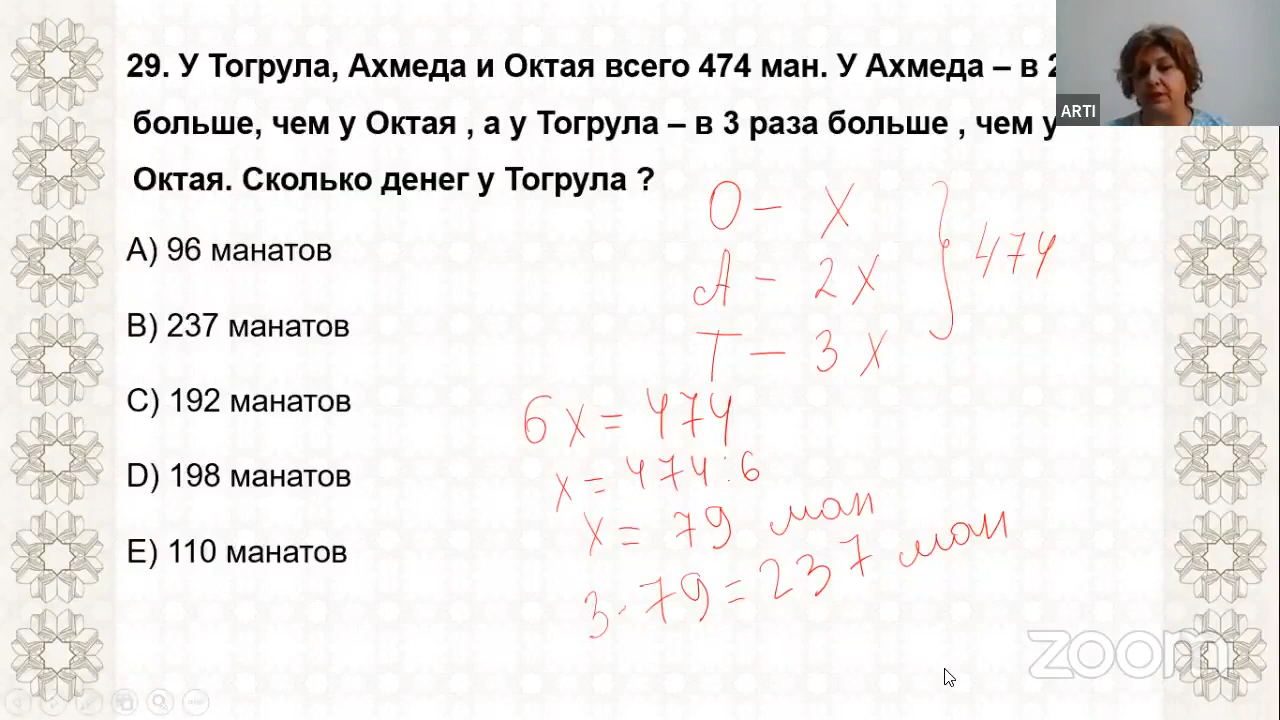 29. У Тогрула, Ахмеда и Октая всего 474 ман. У Ахмеда – в 2
больше, чем у Октая , а у Тогрула – в 3 раза больше , чем у
Октая. Сколько денег у Тогрула ?
ARTI
A) 96 манатов
B) 237 манатов
C) 192 манатов
D) 198 манатов
E) 110 манатов
О – x
А – 2x
Т – 3x
} 474
6x = 474
x = 474 : 6
x = 79 ман
3 · 79 = 237 ман
zoom